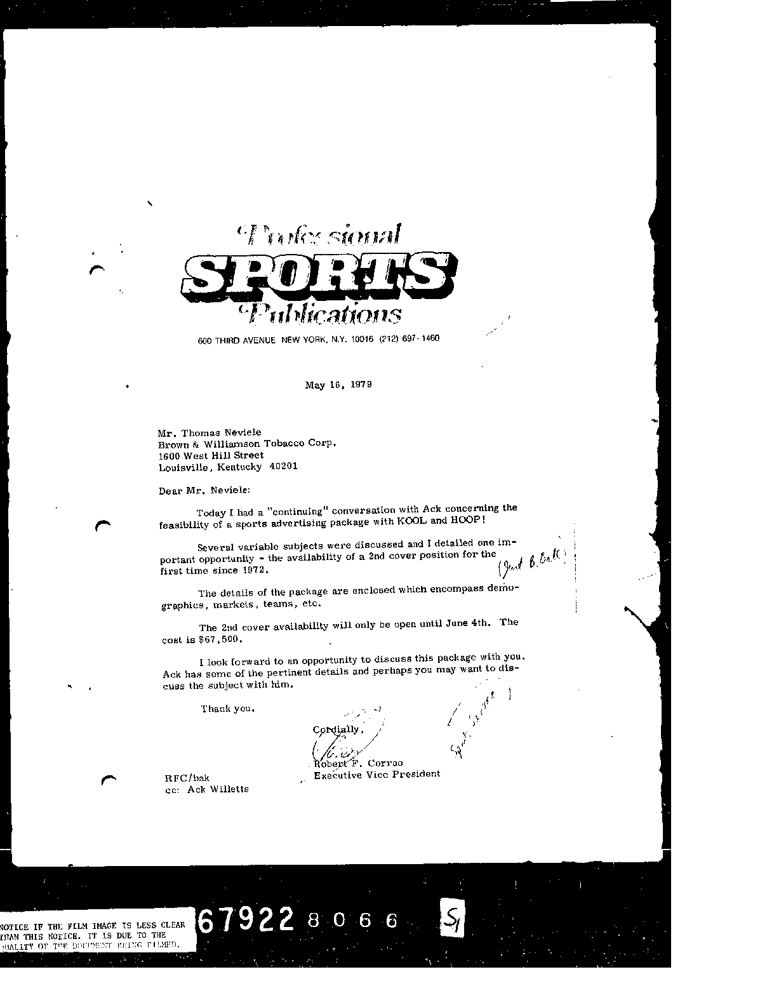 Professional
SPORTS
Publications
600 THIRD AVENUE NEW YORK, N.Y. 10016 (212) 697-1460
May 16, 1979
Mr. Thomas Neviele
Brown & Williamson Tobacco Corp.
1600 West Hill Street
Louisville, Kentucky 40201
Dear Mr. Neviele:
Today I had a "continuing" conversation with Ack concerning the
feasibility of a sports advertising package with KOOL and HOOP!
Several variable subjects were discussed and I detailed one im-
portant opportunity - the availability of a 2nd cover position for the
first time since 1972.
The details of the package are enclosed which encompass demo-
graphics, markets, teams, etc.
The 2nd cover availability will only be open until June 4th. The
cost is $67,500.
I look forward to an opportunity to discuss this package with you.
Ack has some of the pertinent details and perhaps you may want to dis-
cuss the subject with him.
Thank you.
Cordially,
Robert F. Corrao
Executive Vice President
RFC/bak
cc: Ack Willetts
NOTICE IF THE FILM IMAGE IS LESS CLEAR
THAN THIS NOTICE. IT IS DUE TO THE
QUALITY OF THE DOCUMENT BEING FILMED.
67922 8066